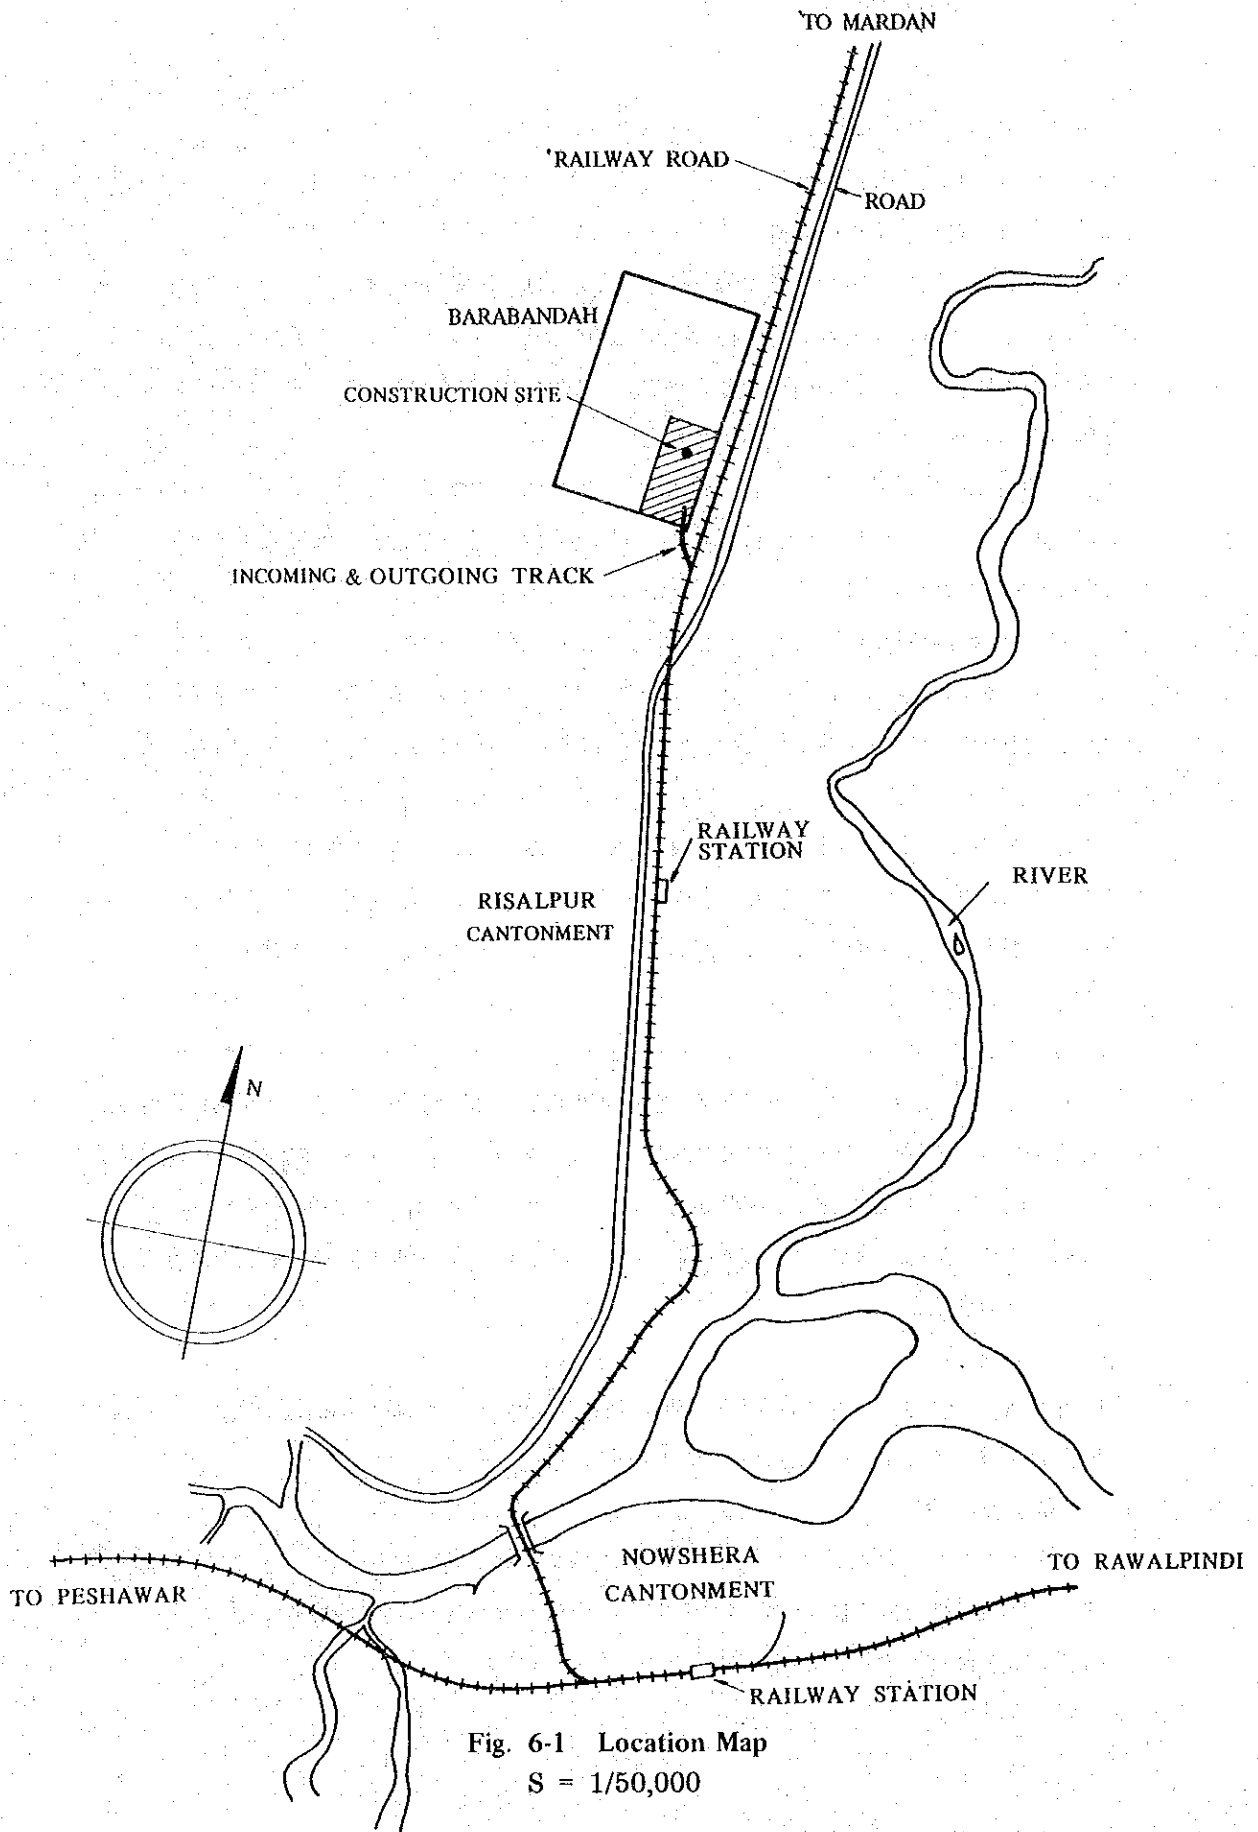 TO MARDAN
RAILWAY ROAD
ROAD
BARABANDAH
CONSTRUCTION SITE
INCOMING & OUTGOING TRACK
RAILWAY
STATION
RISALPUR
CANTONMENT
RIVER
N
NOWSHERA
CANTONMENT
TO RAWALPINDI
TO PESHAWAR
RAILWAY STATION
Fig. 6-1 Location Map
S = 1/50,000